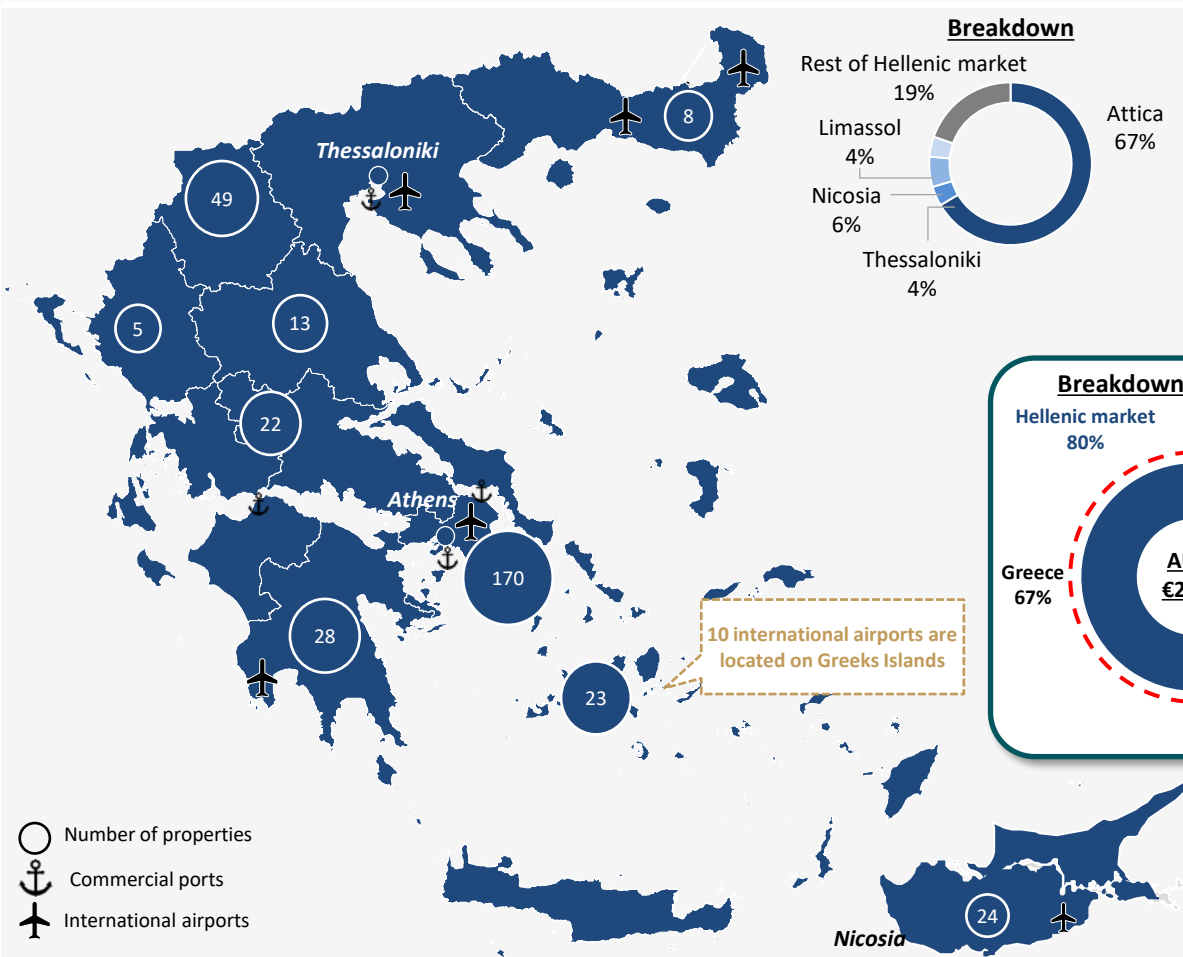 Breakdown
Rest of Hellenic market
19%
Attica
67%
Limassol
4%
Nicosia
6%
Thessaloniki
4%
8
Thessaloniki
49
5
13
22
Athens
170
28
23
10 international airports are
located on Greeks Islands
Breakdown
Hellenic market
80%
Greece
67%
€2
Number of properties
Commercial ports
International airports
24
Nicosia